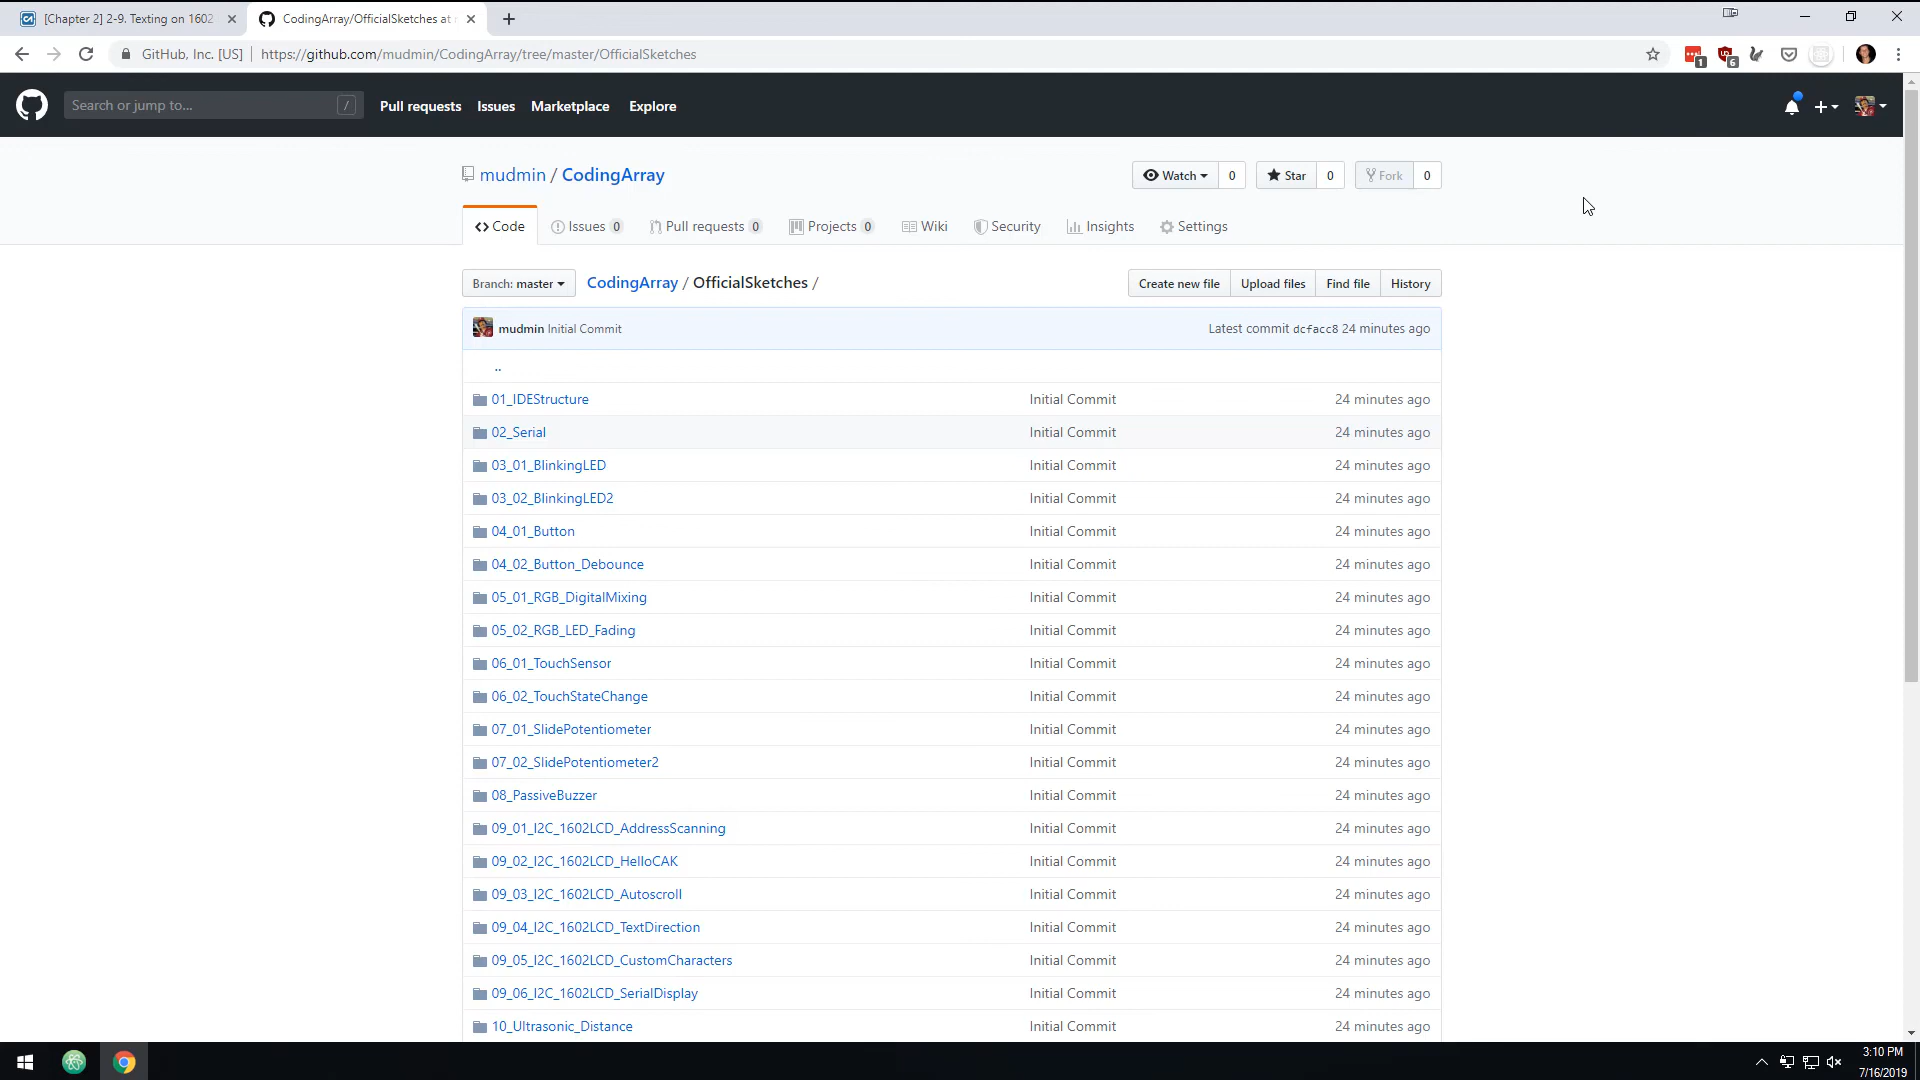 [Chapter 2] 2-9. Texting on 1602
CodingArray/OfficialSketches at
GitHub, Inc. [US] https://github.com/mudmin/CodingArray/tree/master/OfficialSketches
1 6
Search or jump to... /
Pull requests Issues Marketplace Explore
mudmin / CodingArray
Watch 0 Star 0 Fork 0
Code Issues 0 Pull requests 0 Projects 0 Wiki Security Insights Settings
Branch: master CodingArray / OfficialSketches /
Create new file Upload files Find file History
mudmin Initial Commit Latest commit dcfacc8 24 minutes ago
..
01_IDEStructure Initial Commit 24 minutes ago
02_Serial Initial Commit 24 minutes ago
03_01_BlinkingLED Initial Commit 24 minutes ago
03_02_BlinkingLED2 Initial Commit 24 minutes ago
04_01_Button Initial Commit 24 minutes ago
04_02_Button_Debounce Initial Commit 24 minutes ago
05_01_RGB_DigitalMixing Initial Commit 24 minutes ago
05_02_RGB_LED_Fading Initial Commit 24 minutes ago
06_01_TouchSensor Initial Commit 24 minutes ago
06_02_TouchStateChange Initial Commit 24 minutes ago
07_01_SlidePotentiometer Initial Commit 24 minutes ago
07_02_SlidePotentiometer2 Initial Commit 24 minutes ago
08_PassiveBuzzer Initial Commit 24 minutes ago
09_01_I2C_1602LCD_AddressScanning Initial Commit 24 minutes ago
09_02_I2C_1602LCD_HelloCAK Initial Commit 24 minutes ago
09_03_I2C_1602LCD_Autoscroll Initial Commit 24 minutes ago
09_04_I2C_1602LCD_TextDirection Initial Commit 24 minutes ago
09_05_I2C_1602LCD_CustomCharacters Initial Commit 24 minutes ago
09_06_I2C_1602LCD_SerialDisplay Initial Commit 24 minutes ago
10_Ultrasonic_Distance Initial Commit 24 minutes ago
3:10 PM
7/16/2019